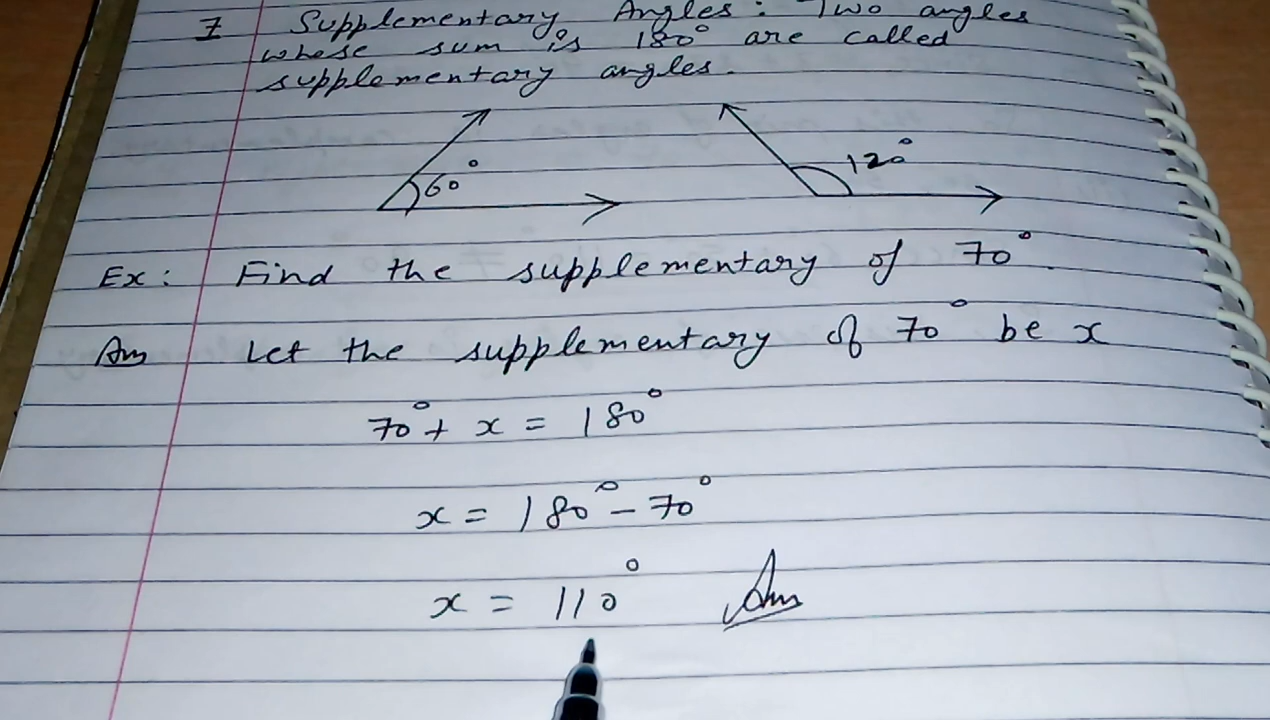 7 Supplementary Angles: Two angles
whose sum is 180° are called
supplementary angles.
60° 120°
Ex: Find the supplementary of 70°.
Ans Let the supplementary of 70° be x
70° + x = 180°
x = 180° - 70°
x = 110° Ans